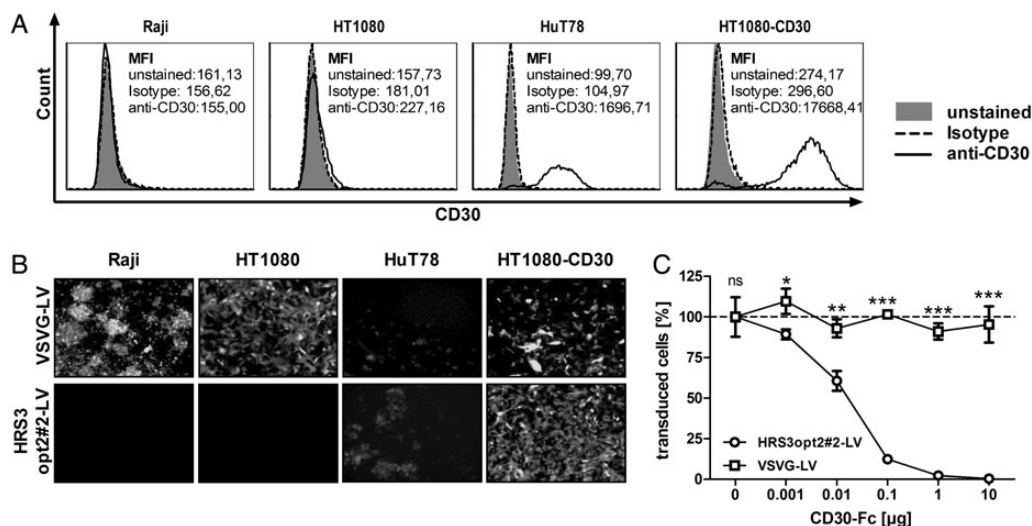 A
Raji
HT1080
HuT78
HT1080-CD30
Count
MFI
unstained:161,13
Isotype: 156,62
anti-CD30:155,00
MFI
unstained:157,73
Isotype: 181,01
anti-CD30:227,16
MFI
unstained:99,70
Isotype: 104,97
anti-CD30:1696,71
MFI
unstained:274,17
Isotype: 296,60
anti-CD30:17668,41
unstained
Isotype
anti-CD30
CD30
B
Raji
HT1080
HuT78
HT1080-CD30
VSVG-LV
HRS3
opt2#2-LV
C
transduced cells [%]
125
100
75
50
25
0
ns
*
**
***
***
***
HRS3opt2#2-LV
VSVG-LV
0
0.001
0.01
0.1
1
10
CD30-Fc [µg]